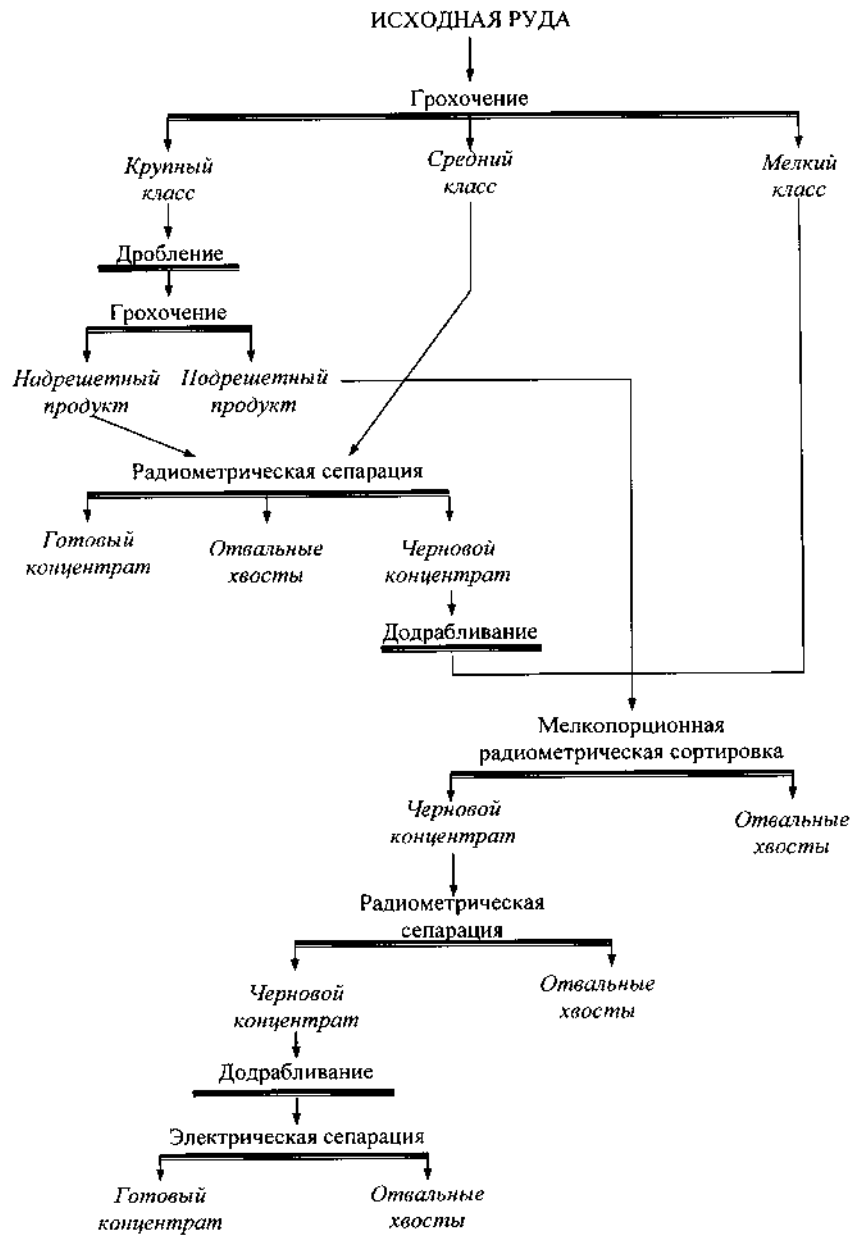 ИСХОДНАЯ РУДА
Грохочение
Крупный
класс
Средний
класс
Мелкий
класс
Дробление
Грохочение
Надрешетный
продукт
Подрешетный
продукт
Радиометрическая сепарация
Готовый
концентрат
Отвальные
хвосты
Черновой
концентрат
Додрабливание
Мелкопорционная
радиометрическая сортировка
Черновой
концентрат
Отвальные
хвосты
Радиометрическая
сепарация
Черновой
концентрат
Отвальные
хвосты
Додрабливание
Электрическая сепарация
Готовый
концентрат
Отвальные
хвосты